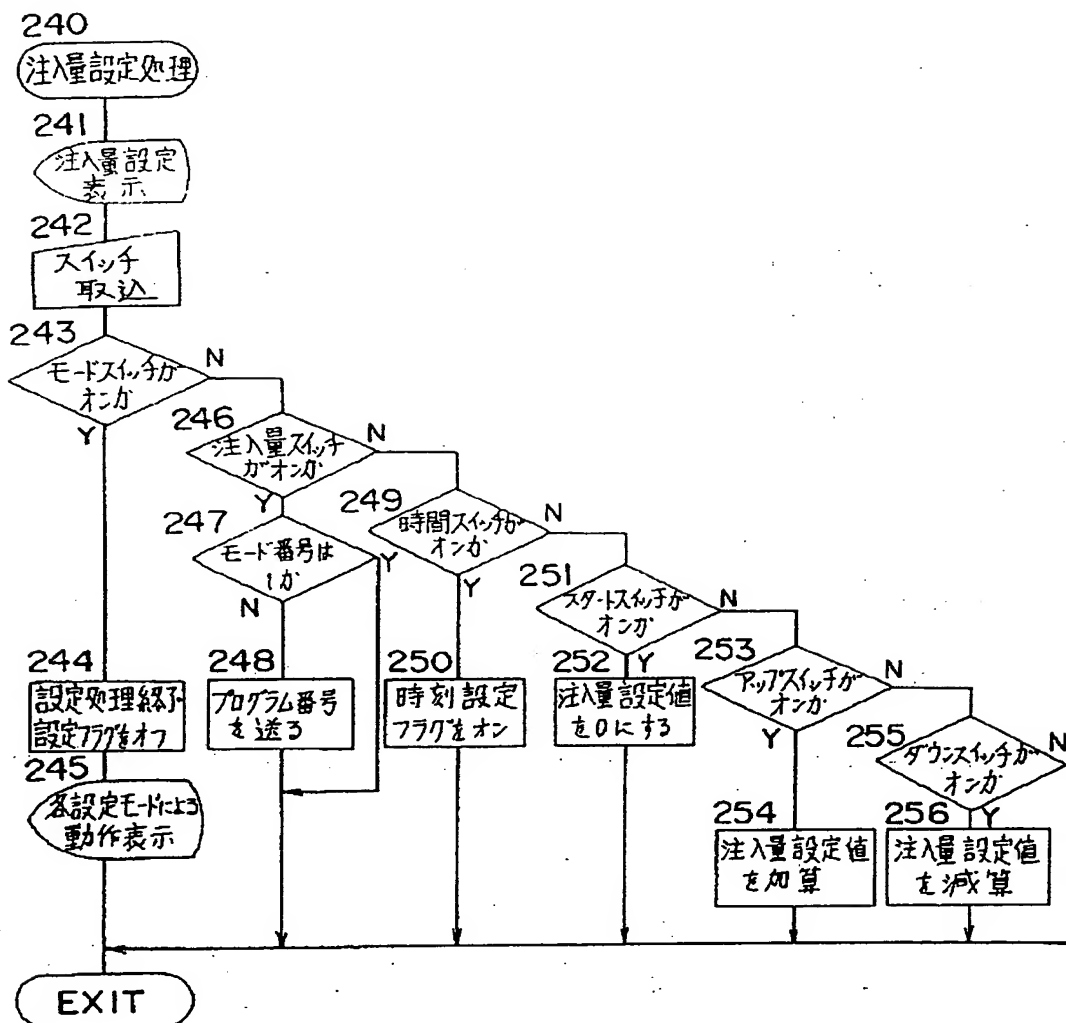 240
注入量設定処理
241
注入量設定
表示
242
スイッチ
取込
243
モードスイッチが
オンか
N
Y
244
設定処理終了
設定フラグをオフ
245
各設定モードによる
動作表示
EXIT
246
注入量スイッチ
がオンか
N
Y
247
モード番号は
1か
Y
N
248
プログラム番号
を送る
249
時間スイッチが
オンか
N
Y
250
時刻設定
フラグをオン
251
スタートスイッチが
オンか
N
Y
252
注入量設定値
を0にする
253
アップスイッチが
オンか
N
Y
254
注入量設定値
を加算
255
ダウンスイッチが
オンか
N
Y
256
注入量設定値
を減算